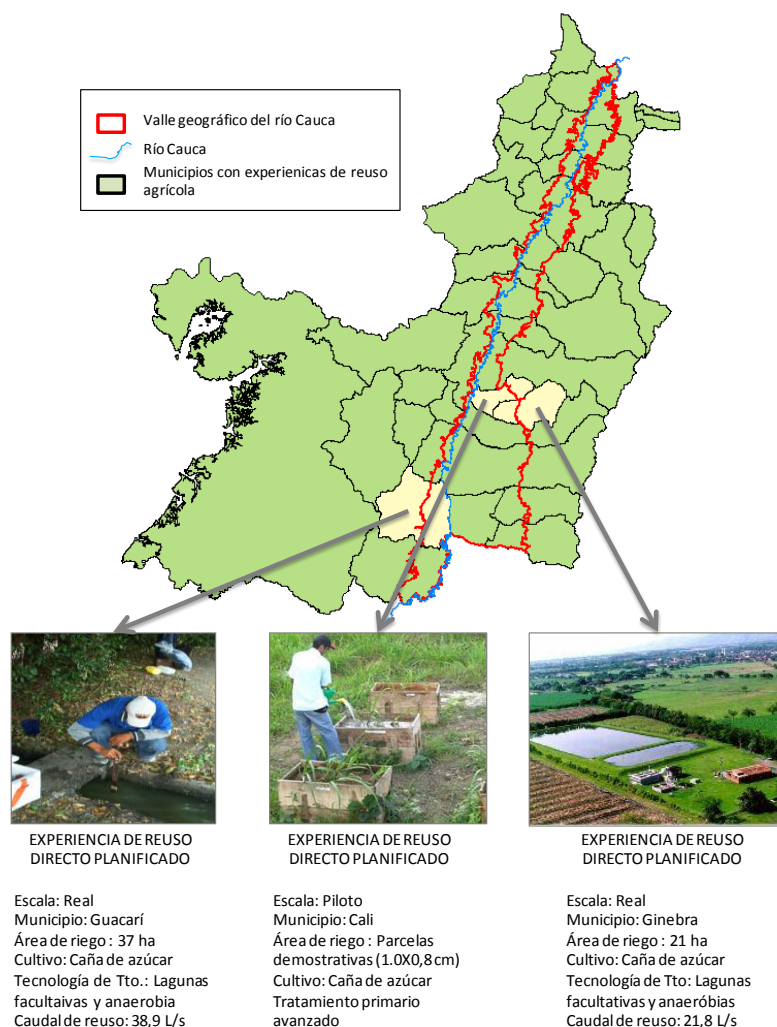 Valle geográfico del río Cauca
Río Cauca
Municipios con experienicas de reuso
agrícola
EXPERIENCIA DE REUSO
DIRECTO PLANIFICADO
Escala: Real
Municipio: Guacarí
Área de riego : 37 ha
Cultivo: Caña de azúcar
Tecnología de Tto.: Lagunas
facultaivas y anaerobia
Caudal de reuso: 38,9 L/s
EXPERIENCIA DE REUSO
DIRECTO PLANIFICADO
Escala: Piloto
Municipio: Cali
Área de riego : Parcelas
demostrativas (1.0X0,8 cm)
Cultivo: Caña de azúcar
Tratamiento primario
avanzado
EXPERIENCIA DE REUSO
DIRECTO PLANIFICADO
Escala: Real
Municipio: Ginebra
Área de riego : 21 ha
Cultivo: Caña de azúcar
Tecnología de Tto: Lagunas
facultativas y anaeróbias
Caudal de reuso: 21,8 L/s